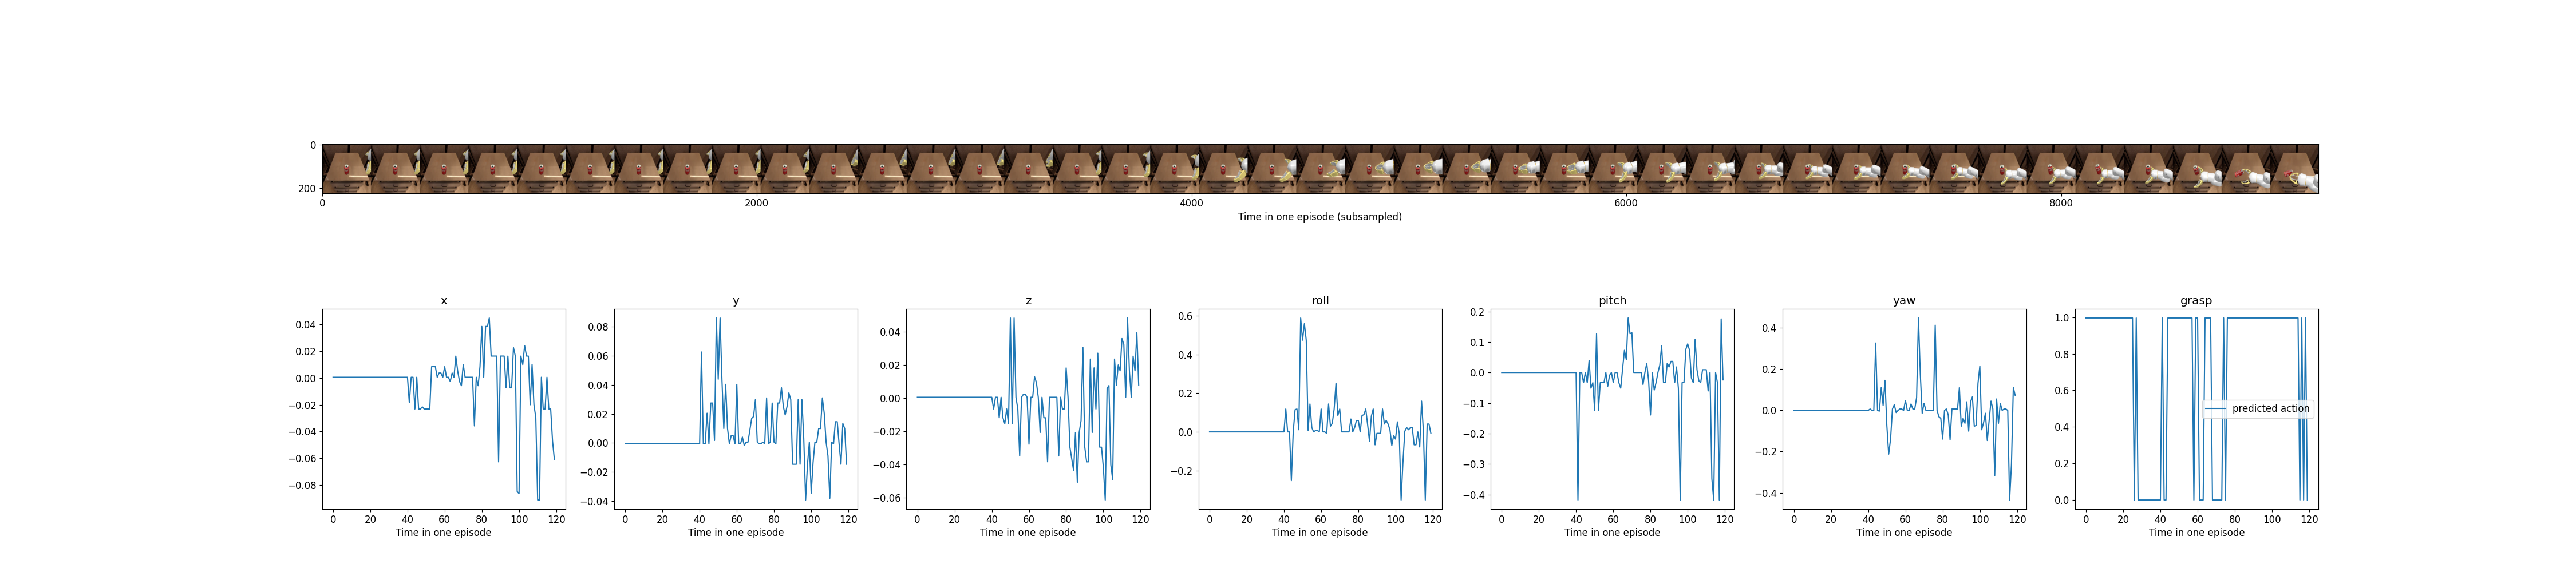 0
200
0 2000 4000 6000 8000
Time in one episode (subsampled)
x
0.04
0.02
0.00
−0.02
−0.04
−0.06
−0.08
0 20 40 60 80 100 120
Time in one episode
y
0.08
0.06
0.04
0.02
0.00
−0.02
−0.04
0 20 40 60 80 100 120
Time in one episode
z
0.04
0.02
0.00
−0.02
−0.04
−0.06
0 20 40 60 80 100 120
Time in one episode
roll
0.6
0.4
0.2
0.0
−0.2
0 20 40 60 80 100 120
Time in one episode
pitch
0.2
0.1
0.0
−0.1
−0.2
−0.3
−0.4
0 20 40 60 80 100 120
Time in one episode
yaw
0.4
0.2
0.0
−0.2
−0.4
0 20 40 60 80 100 120
Time in one episode
grasp
1.0
0.8
0.6
0.4
0.2
0.0
predicted action
0 20 40 60 80 100 120
Time in one episode